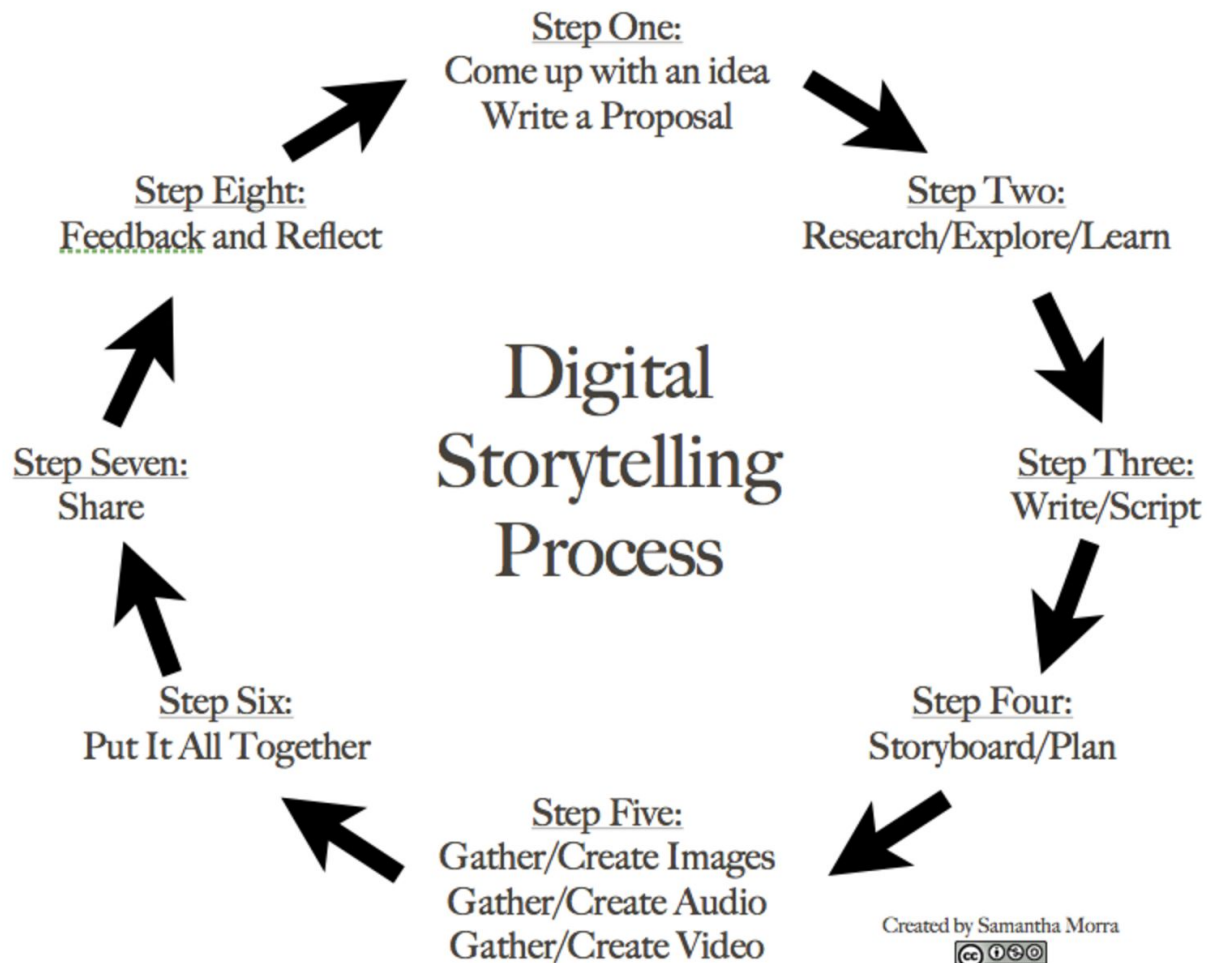 Step One:
Come up with an idea
Write a Proposal
Step Two:
Research/Explore/Learn
Step Three:
Write/Script
Step Four:
Storyboard/Plan
Step Five:
Gather/Create Images
Gather/Create Audio
Gather/Create Video
Step Six:
Put It All Together
Step Seven:
Share
Step Eight:
Feedback and Reflect
Digital
Storytelling
Process
Created by Samantha Morra
cc